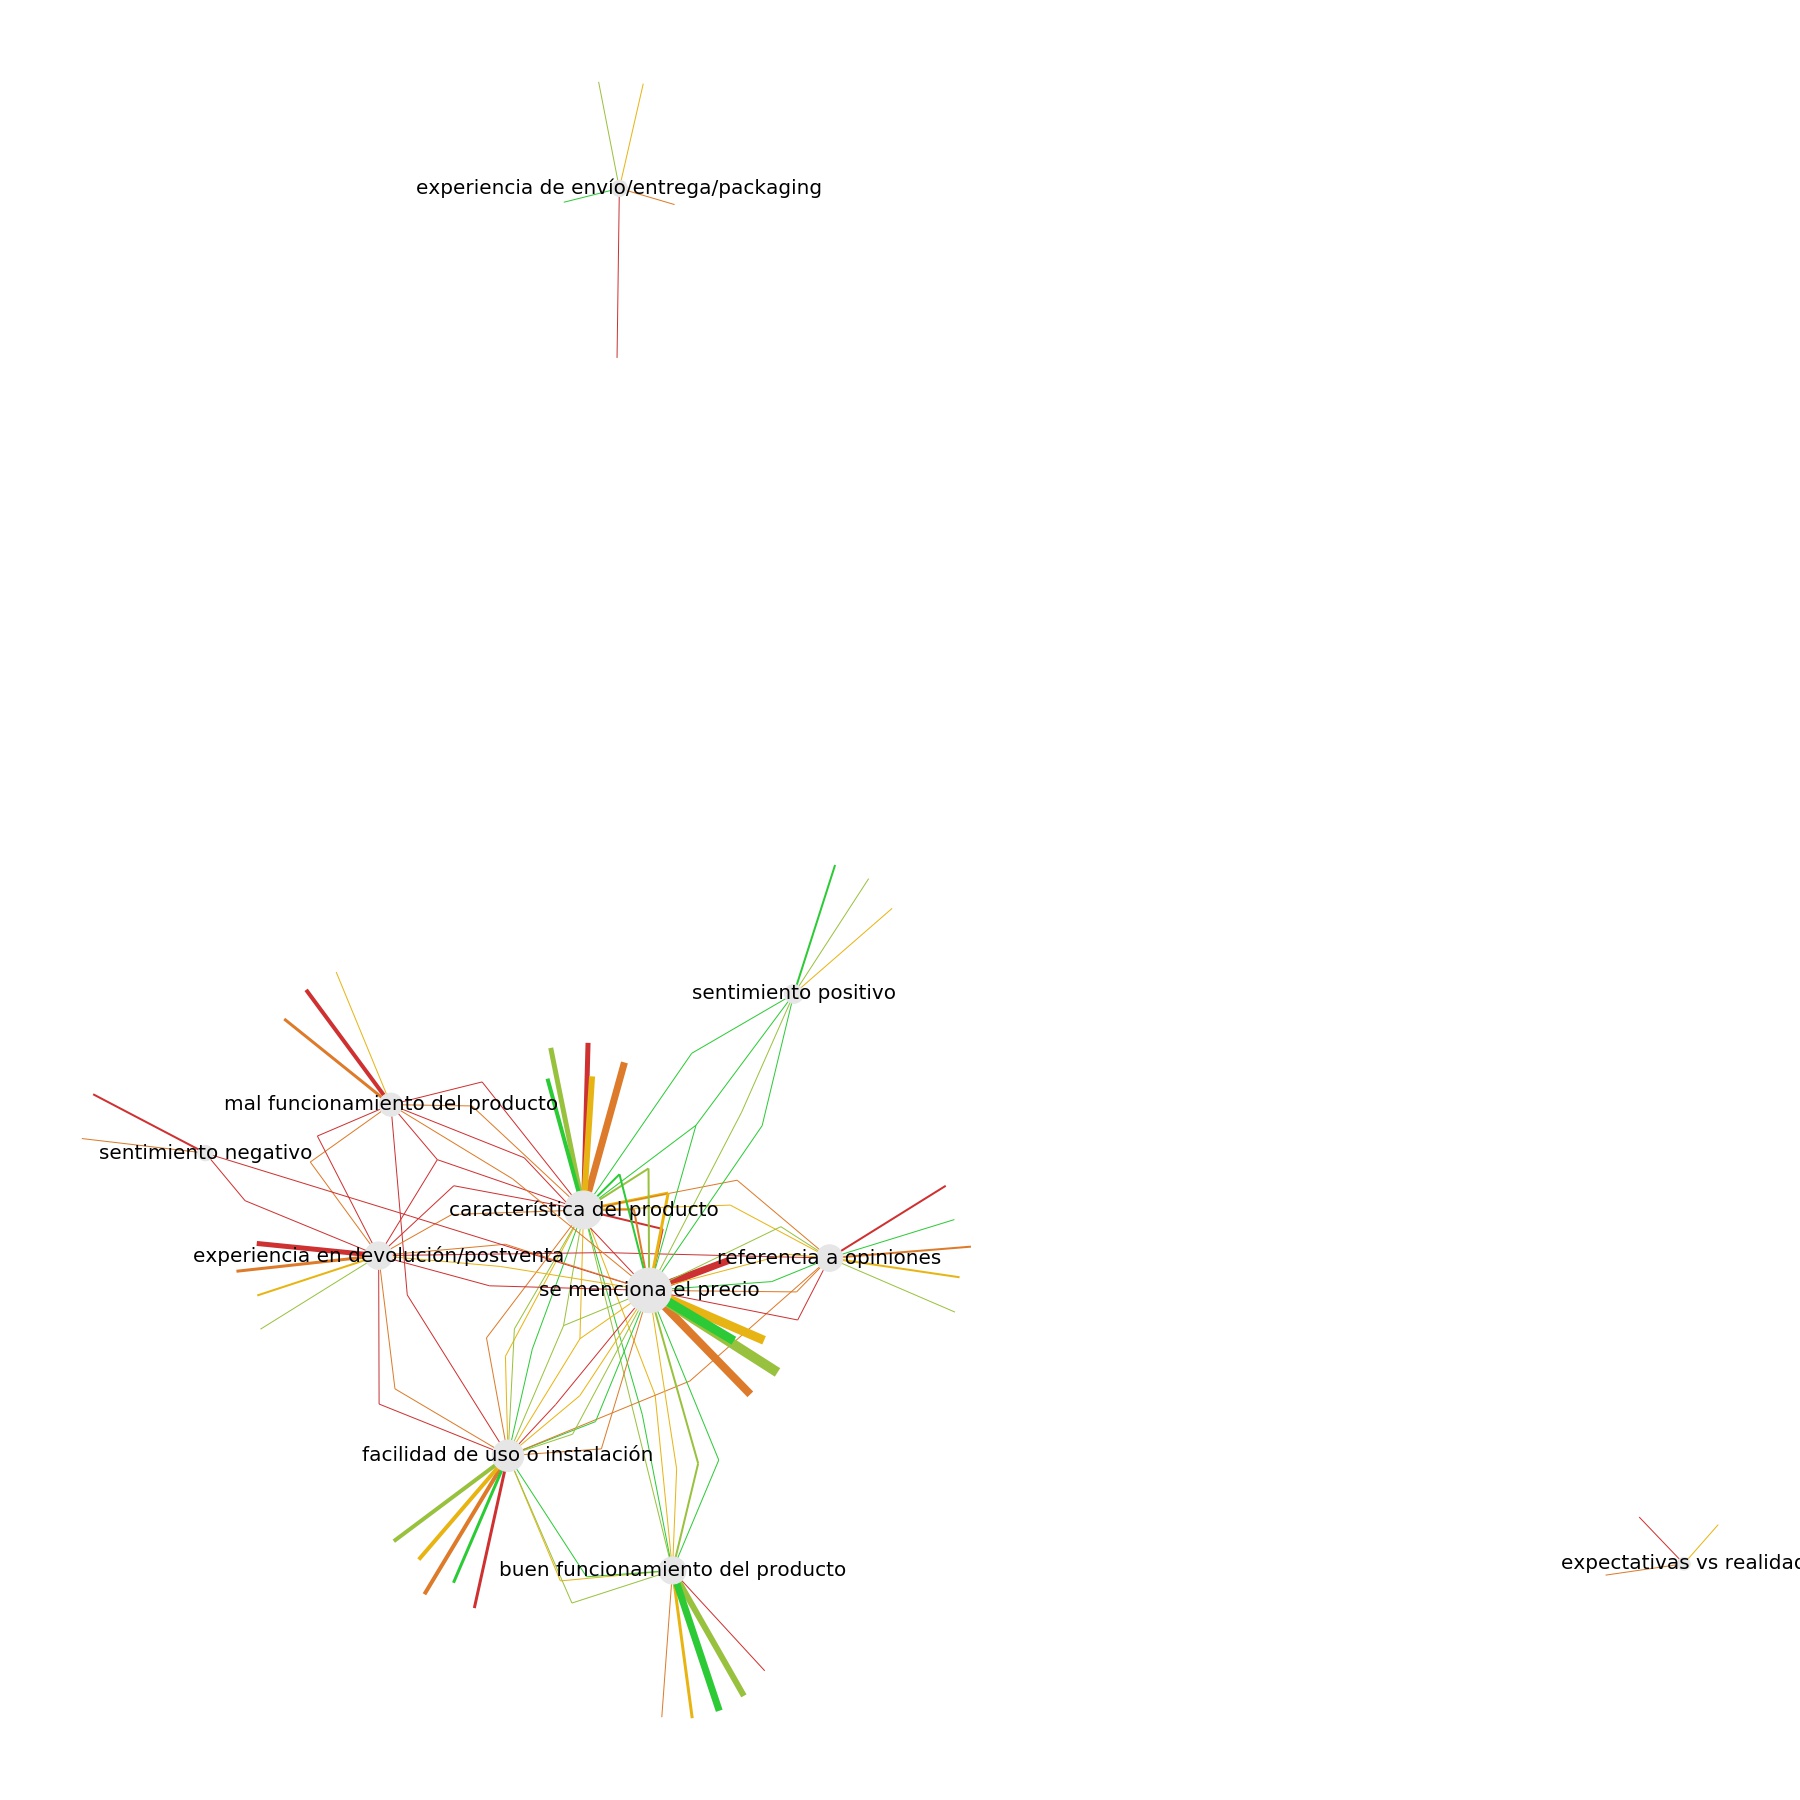 experiencia de envío/entrega/packaging
sentimiento positivo
mal funcionamiento del producto
sentimiento negativo
característica del producto
experiencia en devolución/postventa
referencia a opiniones
se menciona el precio
facilidad de uso o instalación
expectativas vs realidad
buen funcionamiento del producto